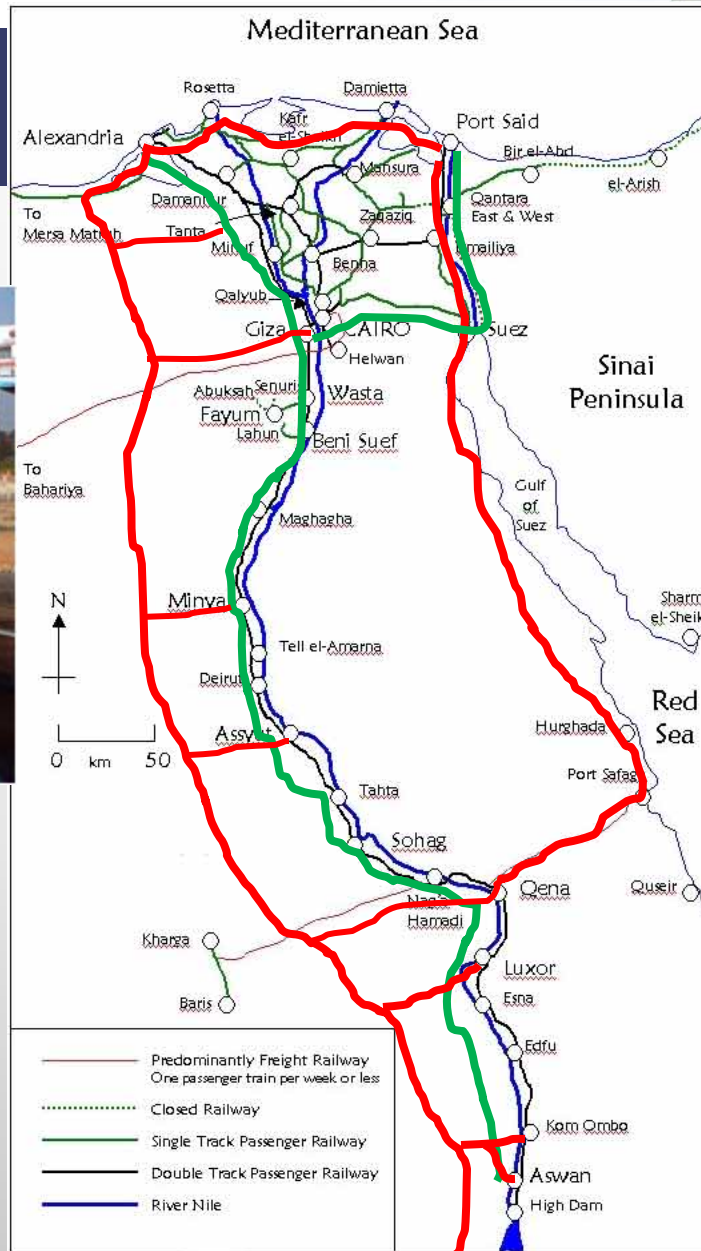 Mediterranean Sea
Rosetta
Damietta
Kafr
el-Sheikh
Alexandria
Port Said
Bir el-Abd
el-Arish
Mansura
Damanhur
Qantara
East & West
To
Mersa Matruh
Tanta
Zagazig
Minuf
Benha
Ismailiya
Qalyub
Giza
CAIRO
Suez
Helwan
Sinai
Peninsula
Senuris
Abuksah
Wasta
Fayum
Lahun
Beni Suef
To
Bahariya
Gulf
of
Suez
Maghagha
N
Minya
Sharm
el-Sheik
Tell el-Amarna
Deirut
Red
Sea
Assyut
Hurghada
0 km 50
Port Safag
Tahta
Sohag
Qena
Quseir
Nag'a
Hamadi
Kharga
Luxor
Baris
Esna
Edfu
Predominantly Freight Railway
One passenger train per week or less
Closed Railway
Kom Ombo
Single Track Passenger Railway
Double Track Passenger Railway
Aswan
River Nile
High Dam